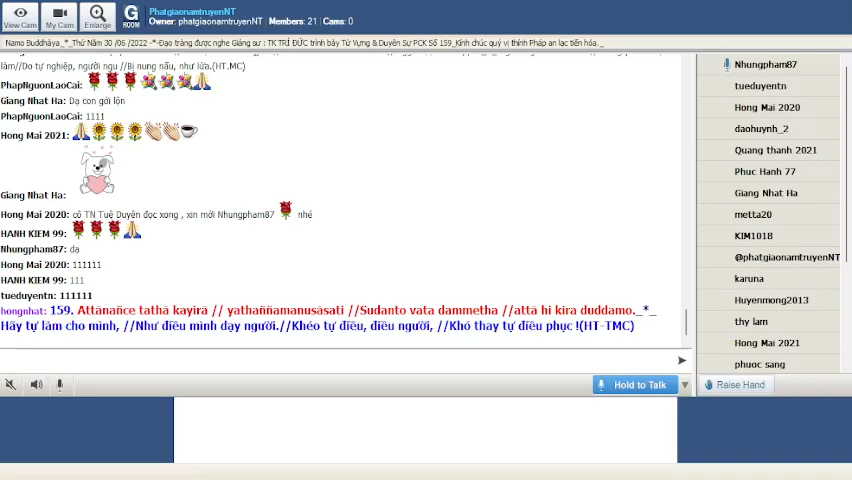 View Cam
My Cam
Enlarge
G
ROOM
PhatgiaonamtruyenNT
Owner: phatgiaonamtruyenNT | Members: 21 | Cams: 0
Namo Buddhàya_*_Thứ Năm 30 /06 /2022 -*-Đạo tràng được nghe Giảng sư : TK TRÍ ĐỨC trình bày Từ Vựng &Duyên Sự PCK Số 159_Kính chúc quý vị thính Pháp an lạc tiến hóa._
làm//Do tự nghiệp, người ngu //Bị nung nấu, như lửa.(HT.MC)
PhapNguonLaoCai:
Giang Nhat Ha: Dạ con gởi lộn
PhapNguonLaoCai: 1111
Hong Mai 2021:
Giang Nhat Ha:
Hong Mai 2020: cô TN Tuệ Duyên đọc xong , xin mời Nhungpham87 nhé
HANH KIEM 99:
Nhungpham87: dạ
Hong Mai 2020: 111111
HANH KIEM 99: 111
tueduyentn: 111111
hongnhat: 159. Attānañce tathā kayirā // yathaññamanusāsati //Sudanto vata dammetha //attā hi kira duddamo._*_
Hãy tự làm cho mình, //Như điều mình dạy người.//Khéo tự điều, điều người, //Khó thay tự điều phục !(HT-TMC)
Hold to Talk
Nhungpham87
tueduyentn
Hong Mai 2020
daohuynh_2
Quang thanh 2021
Phuc Hanh 77
Giang Nhat Ha
metta20
KIM1018
@phatgiaonamtruyenNT
karuna
Huyenmong2013
thy lam
Hong Mai 2021
phuoc sang
Raise Hand